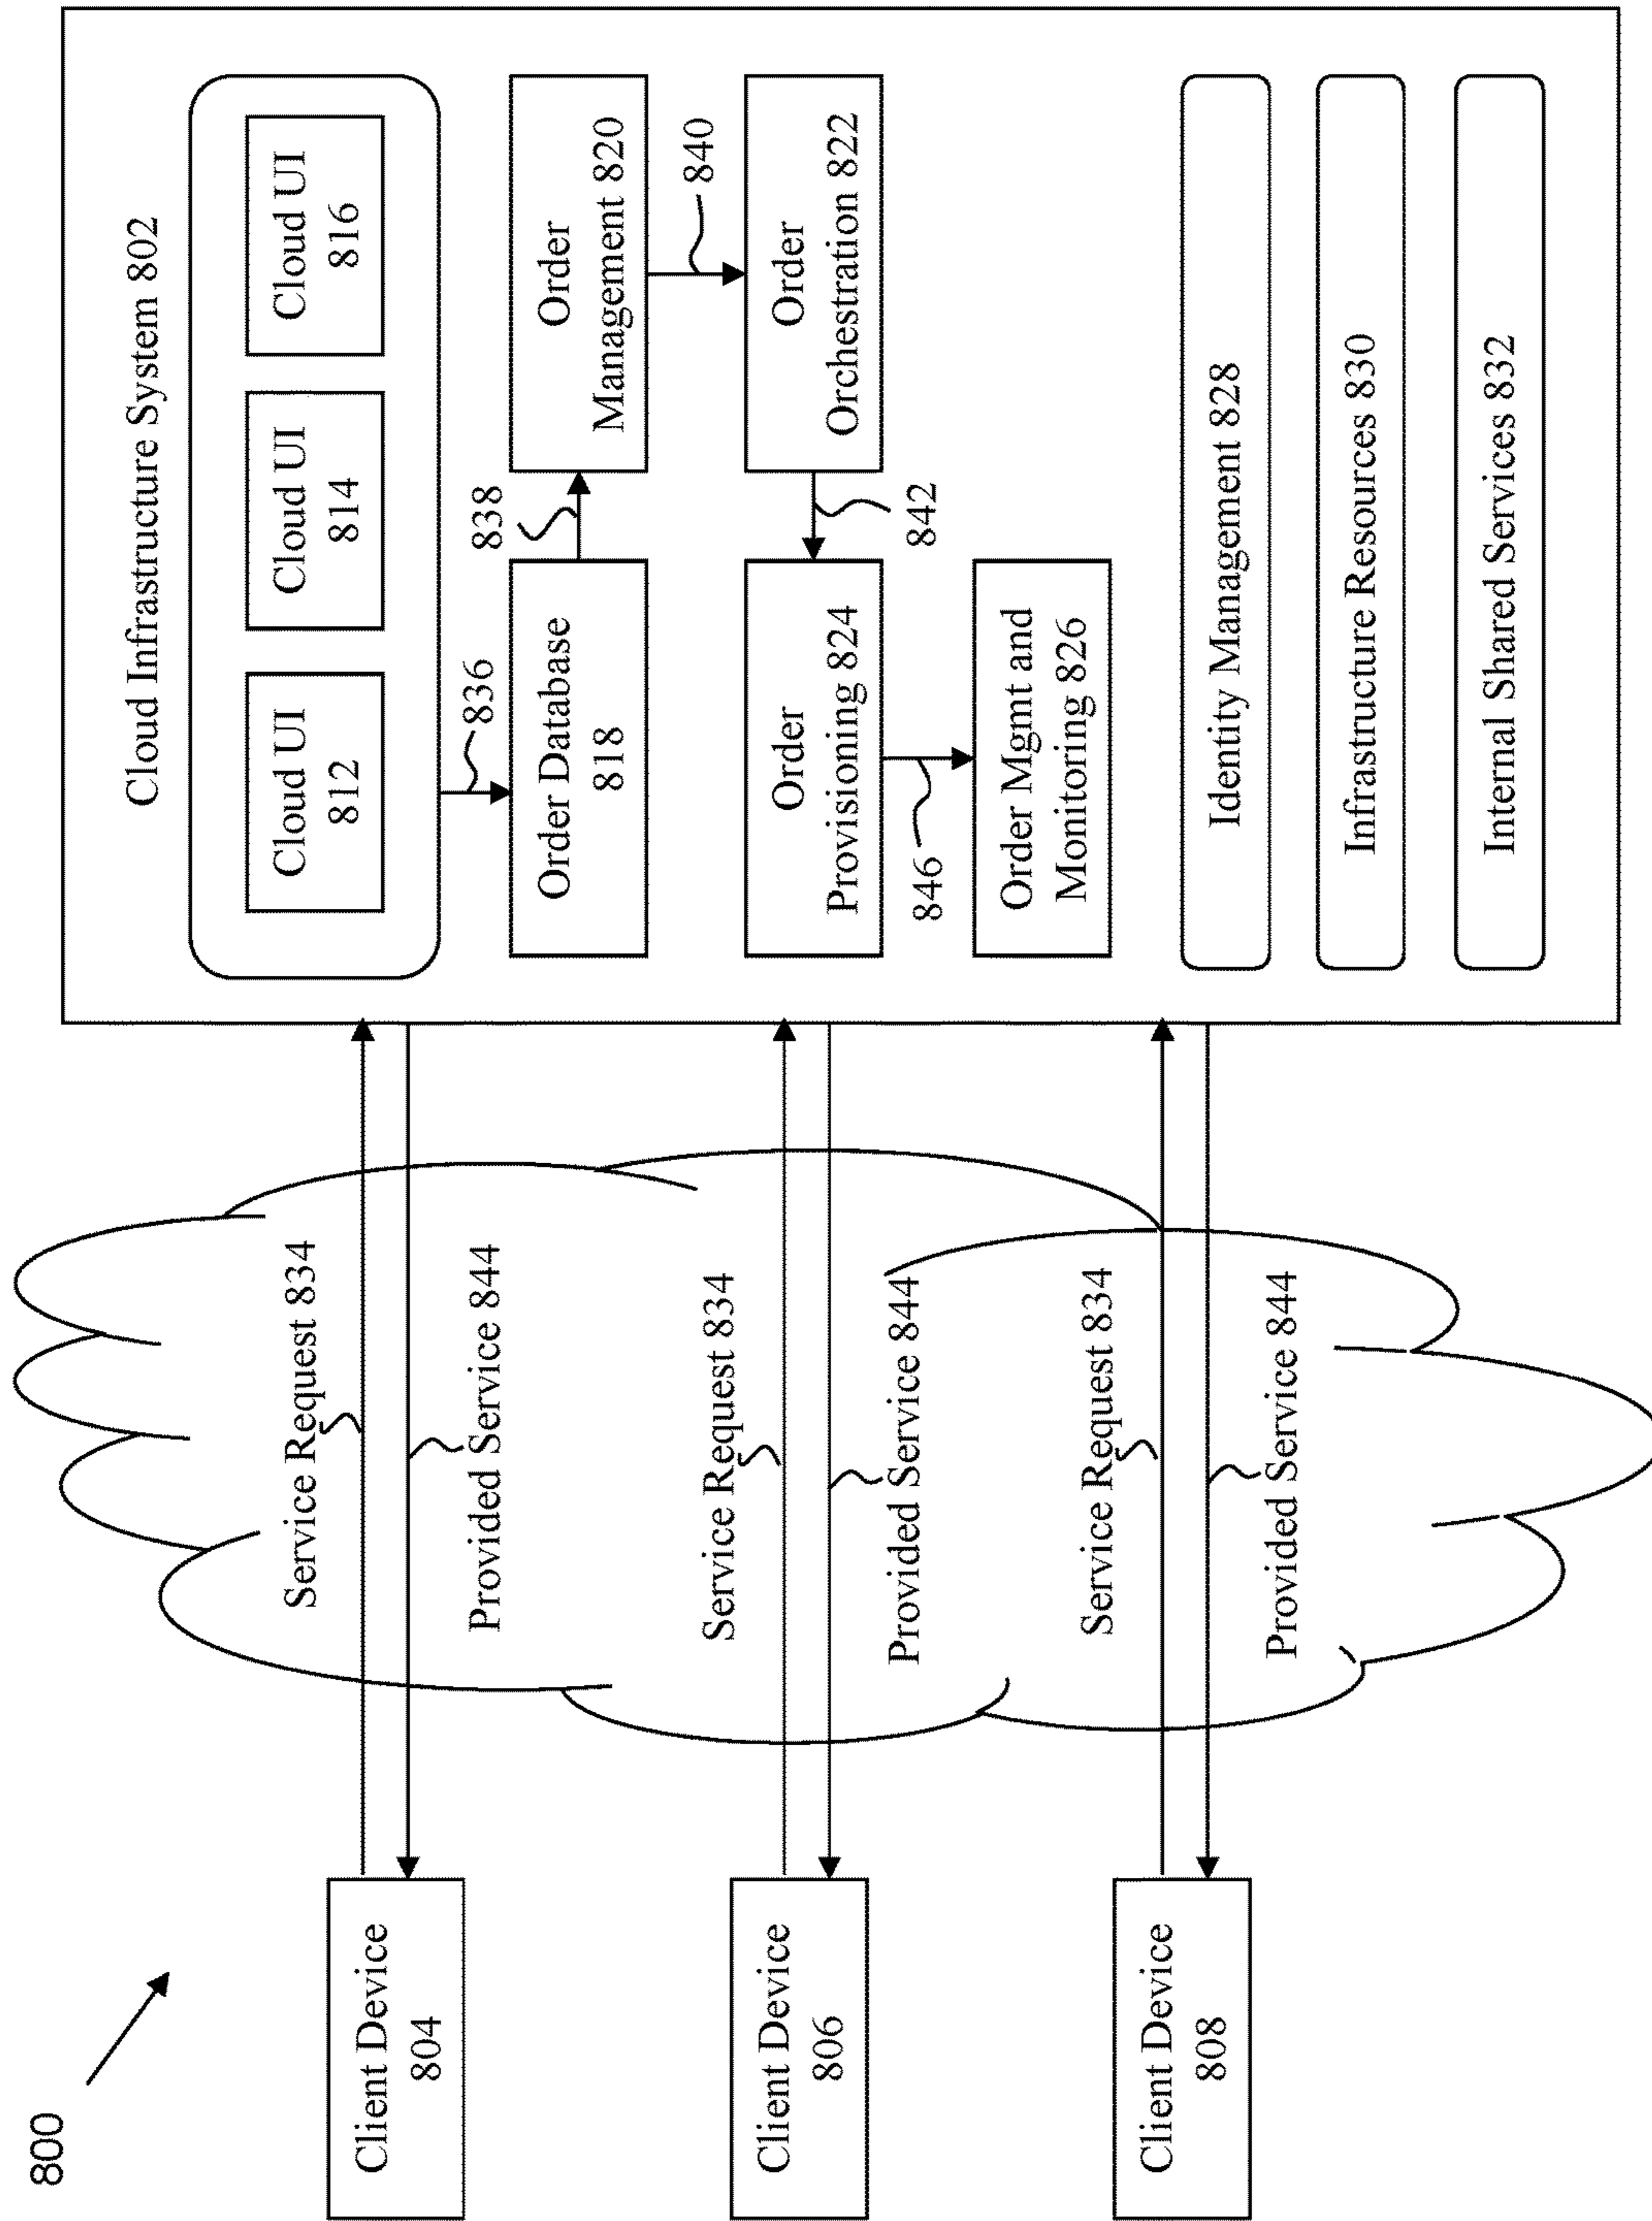 800
Client Device
804
Client Device
806
Client Device
808
Service Request 834
Provided Service 844
Service Request 834
Provided Service 844
Service Request 834
Provided Service 844
Cloud Infrastructure System 802
Cloud UI
812
Cloud UI
814
Cloud UI
816
836
Order Database
818
838
Order
Management 820
840
Order
Orchestration 822
842
Order
Provisioning 824
846
Order Mgmt and
Monitoring 826
Identity Management 828
Infrastructure Resources 830
Internal Shared Services 832